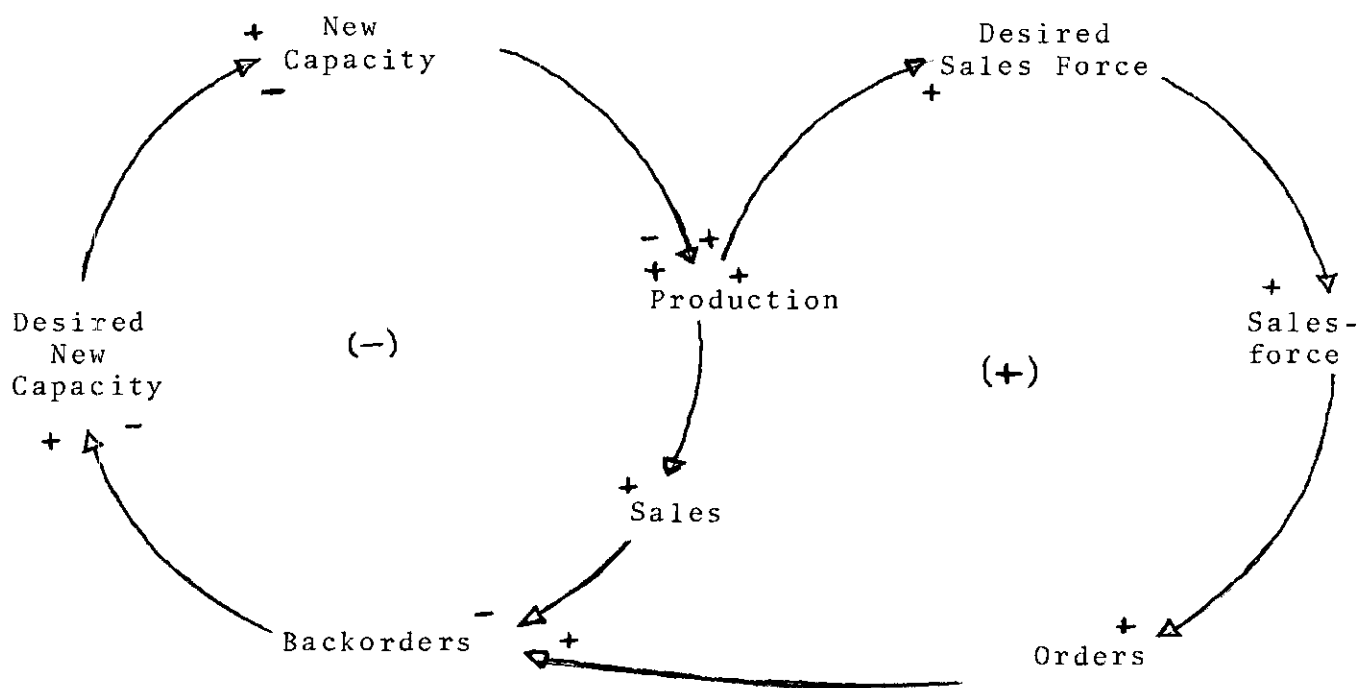 + New
Capacity
-
Desired
Sales Force
+
- +
+ +
Production
Desired
New
Capacity
+ -
(-)
(+)
+
Sales-
force
+
Sales
Backorders - +
+
Orders